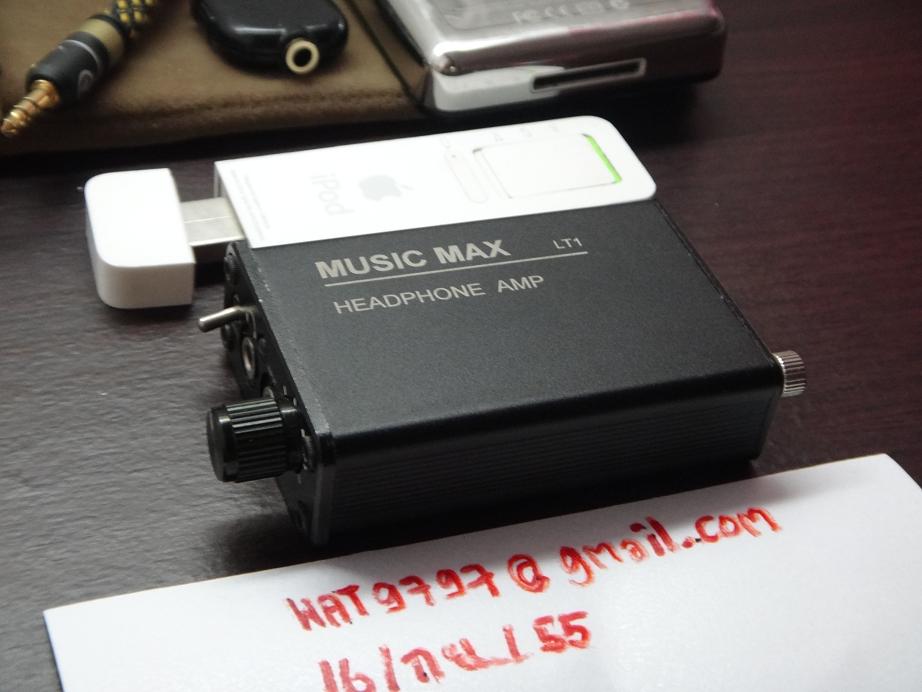 iPod
MUSIC MAX LT1
HEADPHONE AMP
WAT9797@gmail.com
16/กย/55